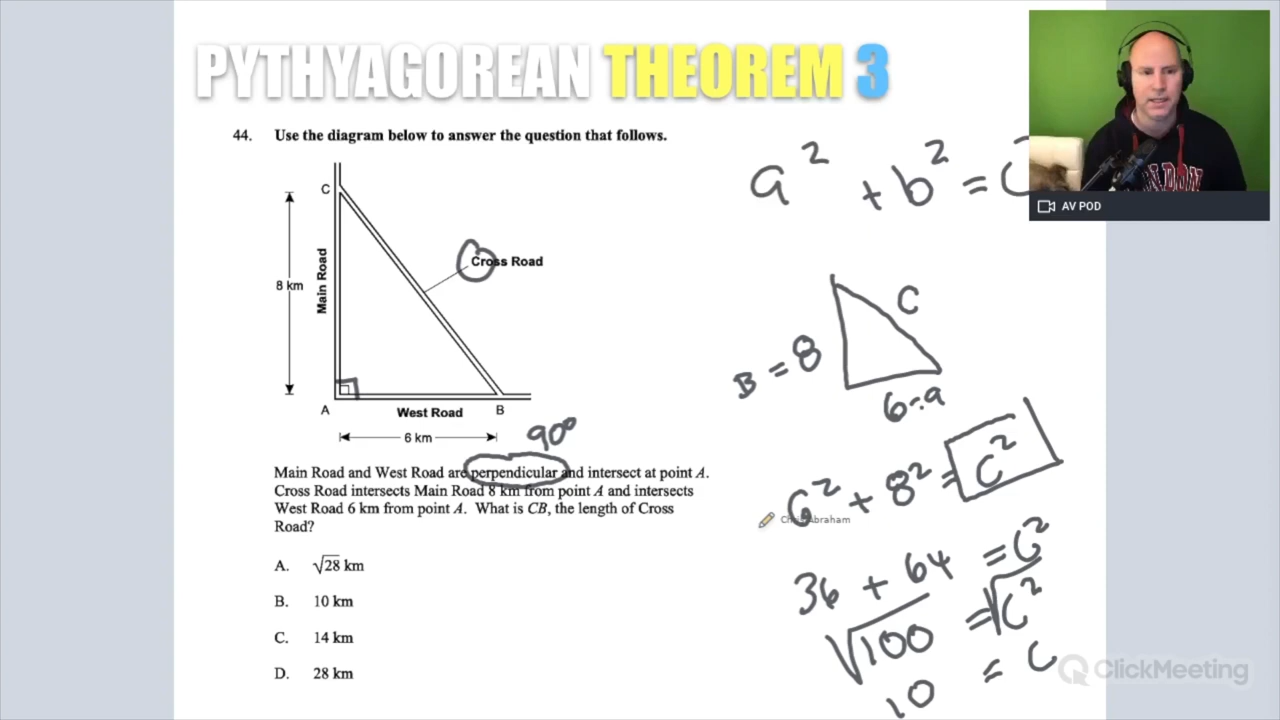 PYTHYAGOREAN THEOREM 3
44. Use the diagram below to answer the question that follows.
C
8 km
Main Road
Cross Road
A
West Road
B
6 km
90°
Main Road and West Road are perpendicular and intersect at point A.
Cross Road intersects Main Road 8 km from point A and intersects
West Road 6 km from point A. What is CB, the length of Cross
Road?
A. √28 km
B. 10 km
C. 14 km
D. 28 km
a² + b² = C
AV POD
C
B = 8
6 = a
6² + 8² = C²
Chris Abraham
36 + 64 = C²
√100 = √C²
10 = C
ClickMeeting